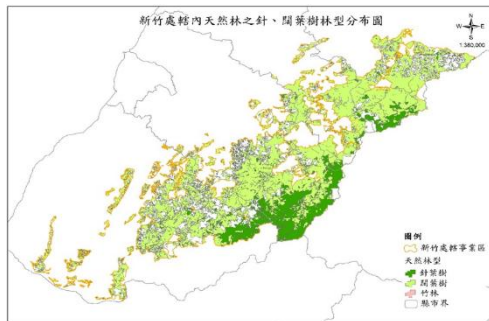 新竹處轄內天然林之針、闊葉樹林型分布圖
N
W E
S
1:380,000
圖例
新竹處轄事業區
天然林型
針葉樹
闊葉樹
竹林
縣市界